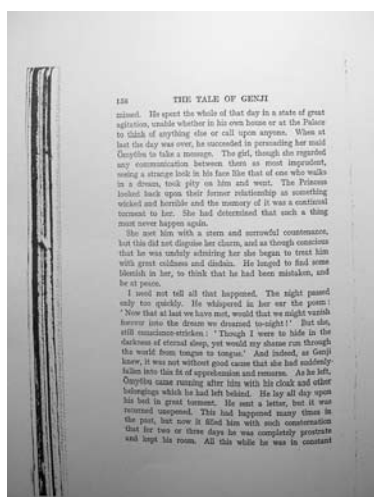 158 THE TALE OF GENJI
missed. He spent the whole of that day in a state of great
agitation, unable whether in his own house or at the Palace
to think of anything else or call upon anyone. When at
last the day was over, he succeeded in persuading her maid
Ōmyōbu to take a message. The girl, though she regarded
any communication between them as most imprudent,
seeing a strange look in his face like that of one who walks
in a dream, took pity on him and went. The Princess
looked back upon their former relationship as something
wicked and horrible and the memory of it was a continual
torment to her. She had determined that such a thing
must never happen again.
She met him with a stern and sorrowful countenance,
but this did not disguise her charm, and as though conscious
that he was unduly admiring her she began to treat him
with great coldness and disdain. He longed to find some
blemish in her, to think that he had been mistaken, and
be at peace.
I need not tell all that happened. The night passed
only too quickly. He whispered in her ear the poem:
'Now that at last we have met, would that we might vanish
forever into the dream we dreamed to-night!' But she,
still conscience-stricken: 'Though I were to hide in the
darkness of eternal sleep, yet would my shame run through
the world from tongue to tongue.' And indeed, as Genji
knew, it was not without good cause that she had suddenly
fallen into this fit of apprehension and remorse. As he left,
Ōmyōbu came running after him with his cloak and other
belongings which he had left behind. He lay all day upon
his bed in great torment. He sent a letter, but it was
returned unopened. This had happened many times in
the past, but now it filled him with such consternation
that for two or three days he was completely prostrate
and kept his room. All this while he was in constant